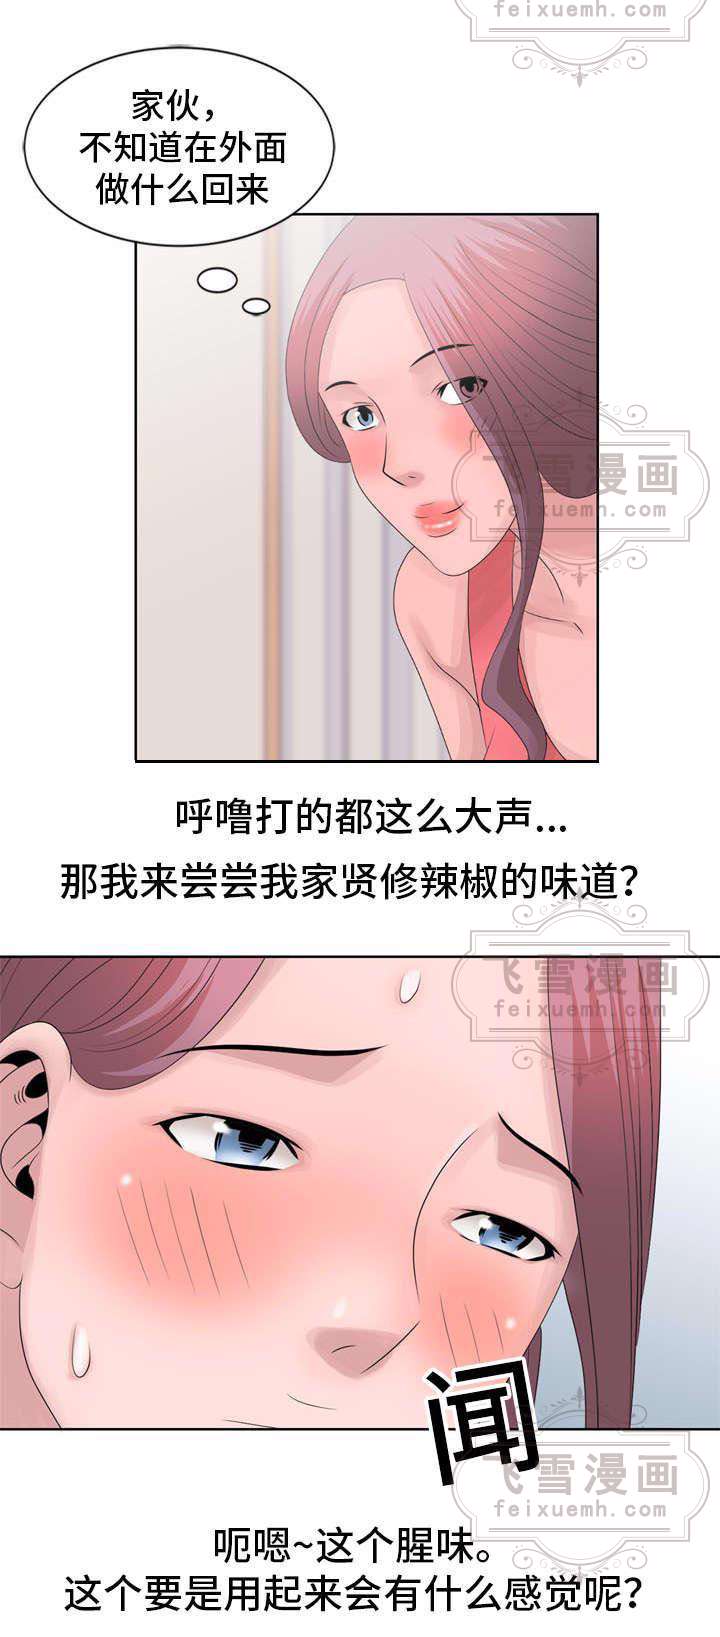 feixuemh.com
家伙，
不知道在外面
做什么回来
飞雪漫画
feixuemh.com
呼噜打的都这么大声...
那我来尝尝我家贤修辣椒的味道？
飞雪漫画
feixuemh.com
闻
飞雪漫画
feixuemh.com
呃嗯~这个腥味。
这个要是用起来会有什么感觉呢？